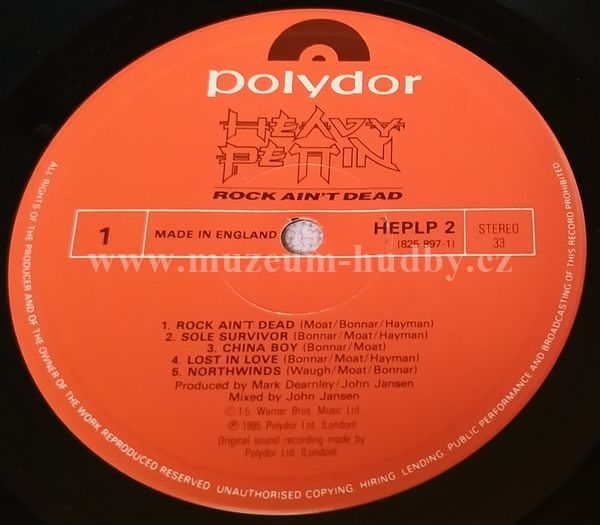 polydor
HEAVY
PETTIN
ROCK AIN'T DEAD
1
MADE IN ENGLAND
HEPLP 2
(825 897-1)
STEREO
33
www.muzeum-hudby.cz
1. ROCK AIN'T DEAD (Moat/Bonnar/Hayman)
2. SOLE SURVIVOR (Bonnar/Moat/Hayman)
3. CHINA BOY (Bonnar/Moat)
4. LOST IN LOVE (Bonnar/Moat/Hayman)
5. NORTHWINDS (Waugh/Moat/Bonnar)
Produced by Mark Dearnley/John Jansen
Mixed by John Jansen
© 1-5 Warner Bros. Music Ltd.
℗ 1985 Polydor Ltd. (London)
Original sound recording made by
Polydor Ltd. (London)
ALL RIGHTS OF THE PRODUCER AND OF THE OWNER OF THE WORK REPRODUCED RESERVED UNAUTHORISED COPYING, HIRING, LENDING, PUBLIC PERFORMANCE AND BROADCASTING OF THIS RECORD PROHIBITED